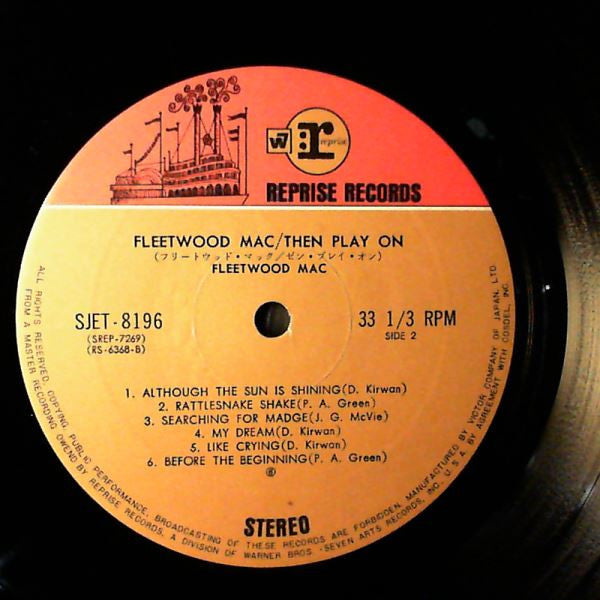 W7
r: reprise
REPRISE RECORDS
FLEETWOOD MAC/THEN PLAY ON
(フリートウッド・マック/ゼン・プレイ・オン)
FLEETWOOD MAC
SJET-8196
(SREP-7269)
(RS-6368-B)
33 1/3 RPM
SIDE 2
1. ALTHOUGH THE SUN IS SHINING(D. Kirwan)
2. RATTLESNAKE SHAKE(P. A. Green)
3. SEARCHING FOR MADGE(J. G. McVie)
4. MY DREAM(D. Kirwan)
5. LIKE CRYING(D. Kirwan)
6. BEFORE THE BEGINNING(P. A. Green)
STEREO
ALL RIGHTS RESERVED. COPYING, PUBLIC PERFORMANCE, BROADCASTING OF THESE RECORDS ARE FORBIDDEN. MANUFACTURED BY VICTOR COMPANY OF JAPAN, LTD.
FROM A MASTER RECORDING OWEND BY REPRISE RECORDS, A DIVISION OF WARNER BROS.-SEVEN ARTS RECORDS, INC. U.S.A. BY AGREEMENT WITH COSDEL, INC.